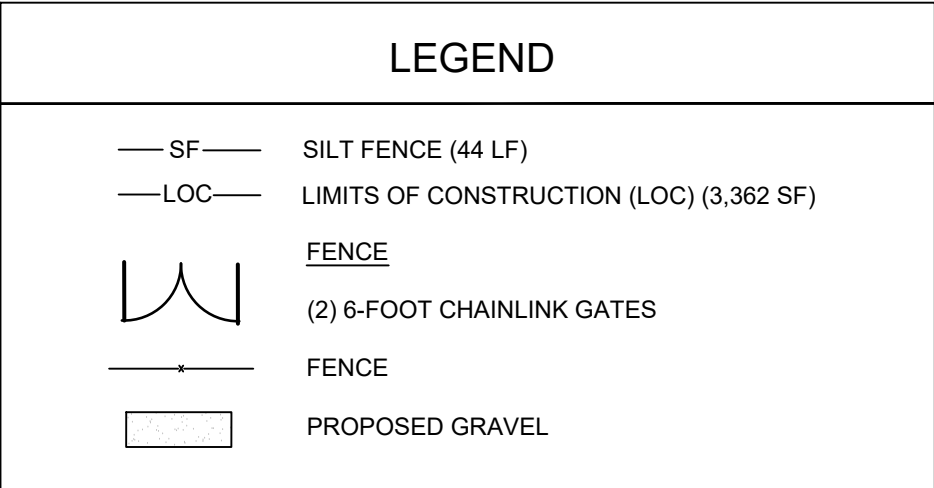 LEGEND
SF SILT FENCE (44 LF)
LOC LIMITS OF CONSTRUCTION (LOC) (3,362 SF)
FENCE
(2) 6-FOOT CHAINLINK GATES
x FENCE
PROPOSED GRAVEL